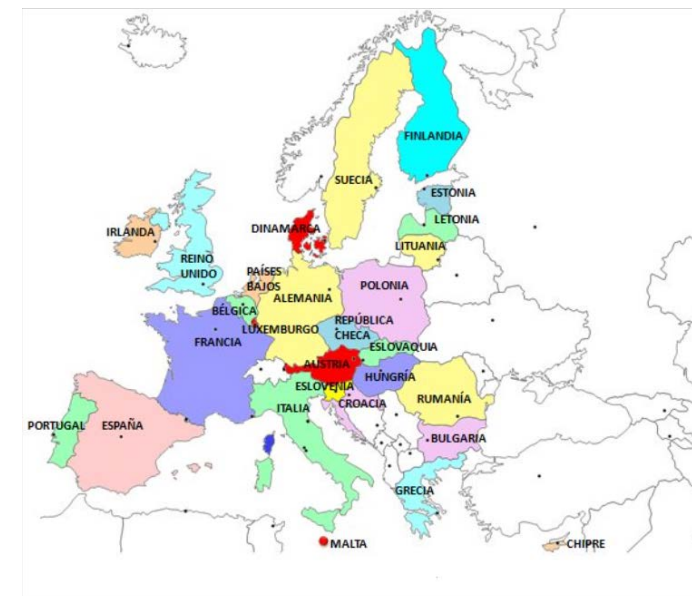 FINLANDIA
SUECIA
ESTONIA
LETONIA
DINAMARCA
IRLANDA
LITUANIA
REINO
UNIDO
PAÍSES
BAJOS
POLONIA
ALEMANIA
BÉLGICA
REPÚBLICA
CHECA
LUXEMBURGO
FRANCIA
ESLOVAQUIA
AUSTRIA
HUNGRÍA
ESLOVENIA
RUMANÍA
CROACIA
ITALIA
PORTUGAL
ESPAÑA
BULGARIA
GRECIA
MALTA
CHIPRE